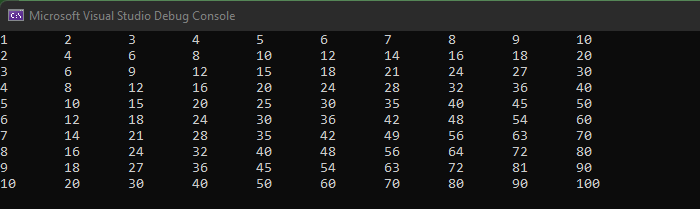 Microsoft Visual Studio Debug Console
1 2 3 4 5 6 7 8 9 10
2 4 6 8 10 12 14 16 18 20
3 6 9 12 15 18 21 24 27 30
4 8 12 16 20 24 28 32 36 40
5 10 15 20 25 30 35 40 45 50
6 12 18 24 30 36 42 48 54 60
7 14 21 28 35 42 49 56 63 70
8 16 24 32 40 48 56 64 72 80
9 18 27 36 45 54 63 72 81 90
10 20 30 40 50 60 70 80 90 100